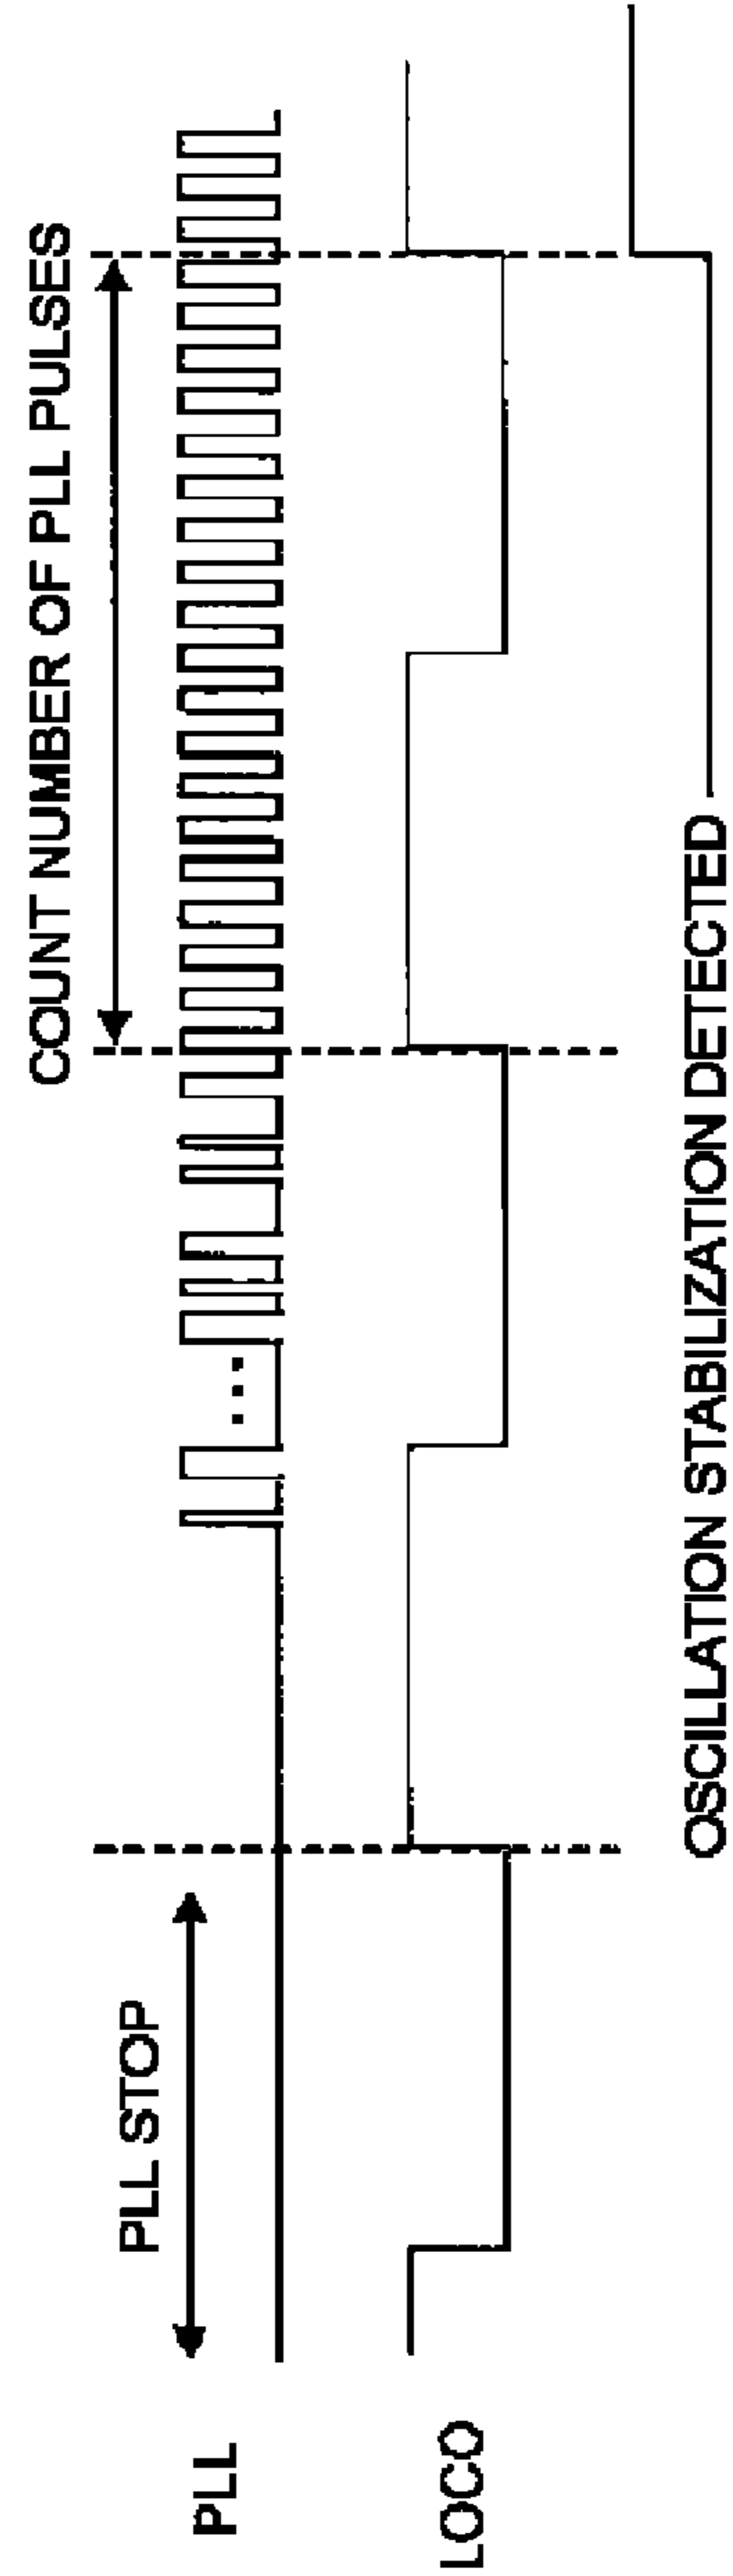 COUNT NUMBER OF PLL PULSES
PLL STOP
PLL
LOCO
OSCILLATION STABILIZATION DETECTED